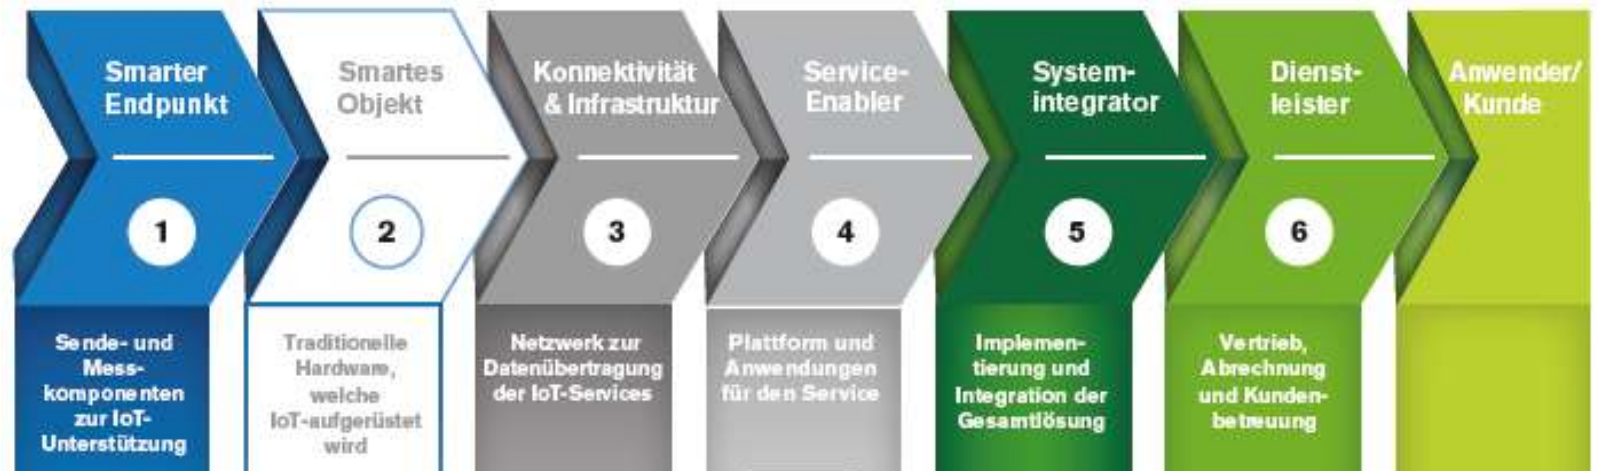 Smarter
Endpunkt
1
Sende- und
Mess-
komponenten
zur IoT-
Unterstützung
Smartes
Objekt
2
Traditionelle
Hardware,
welche
IoT-aufgerüstet
wird
Konnektivität
& Infrastruktur
3
Netzwerk zur
Datenübertragung
der IoT-Services
Service-
Enabler
4
Plattform und
Anwendungen
für den Service
System-
integrator
5
Implemen-
tierung und
Integration der
Gesamtlösung
Dienst-
leister
6
Vertrieb,
Abrechnung
und Kunden-
betreuung
Anwender/
Kunde